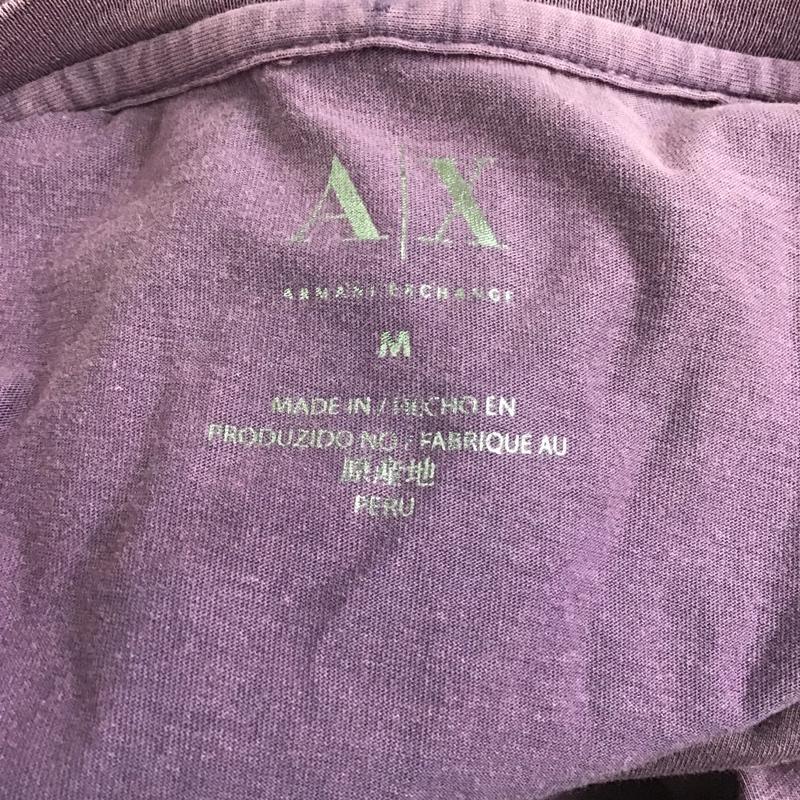 A|X
ARMANI EXCHANGE
M
MADE IN / HECHO EN
PRODUZIDO NO / FABRIQUE AU
原産地
PERU